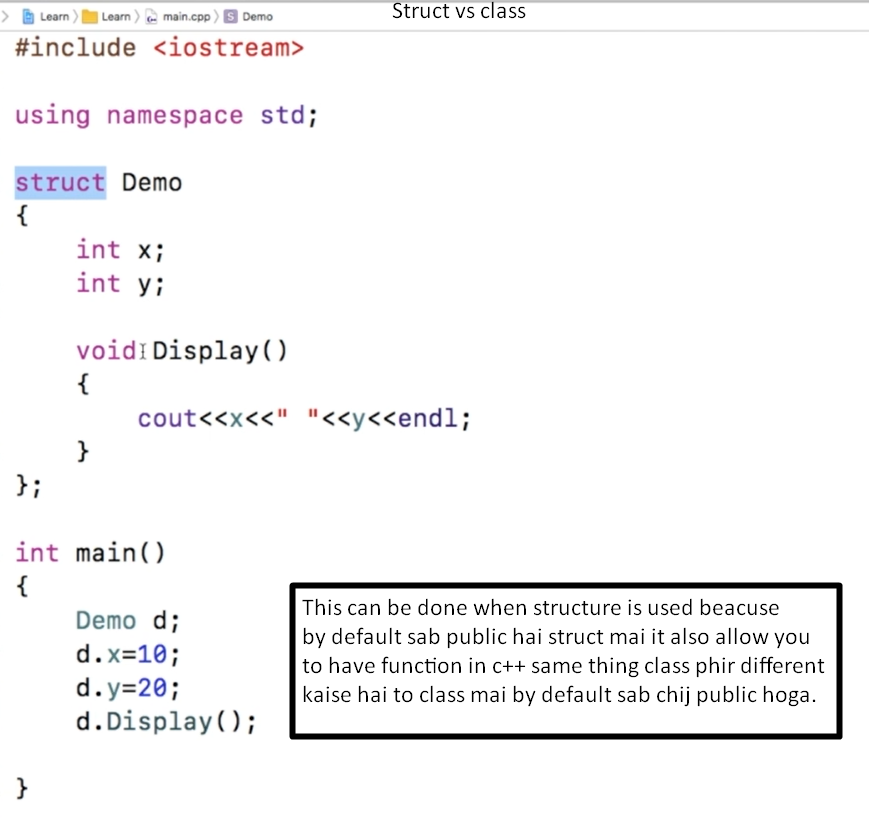 Learn 〉 Learn 〉 main.cpp 〉 S Demo
Struct vs class
#include <iostream>
using namespace std;
struct Demo
{
int x;
int y;
void Display()
{
cout<<x<<" "<<y<<endl;
}
};
int main()
{
Demo d;
d.x=10;
d.y=20;
d.Display();
}
This can be done when structure is used beacuse
by default sab public hai struct mai it also allow you
to have function in c++ same thing class phir different
kaise hai to class mai by default sab chij public hoga.